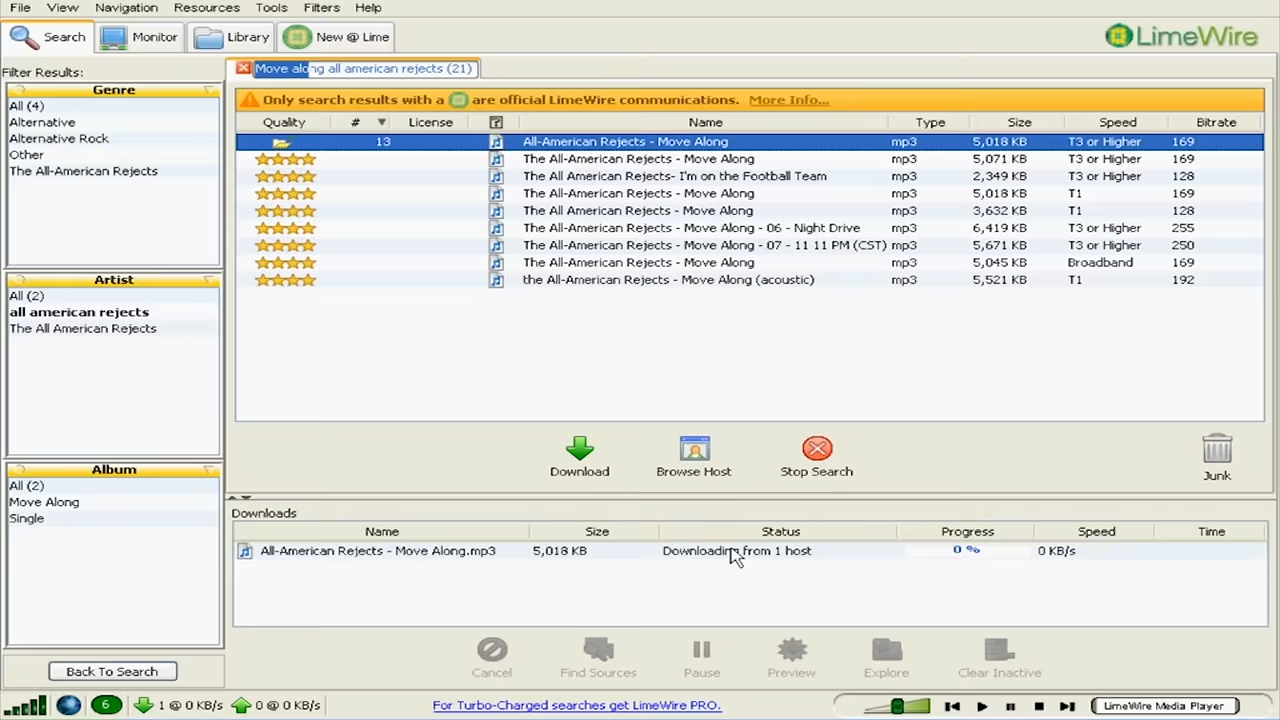 File View Navigation Resources Tools Filters Help
Search Monitor Library New @ Lime LimeWire
Filter Results:
Move along all american rejects (21)
Genre
All (4)
Alternative
Alternative Rock
Other
The All-American Rejects
Artist
All (2)
all american rejects
The All American Rejects
Album
All (2)
Move Along
Single
Back To Search
Only search results with a are official LimeWire communications. More Info...
Quality # License ? Name Type Size Speed Bitrate
13 All-American Rejects - Move Along mp3 5,018 KB T3 or Higher 169
The All-American Rejects - Move Along mp3 5,071 KB T3 or Higher 169
The All American Rejects- I'm on the Football Team mp3 2,349 KB T3 or Higher 128
The All-American Rejects - Move Along mp3 5,018 KB T1 169
The All American Rejects - Move Along mp3 3,632 KB T1 128
The All-American Rejects - Move Along - 06 - Night Drive mp3 6,419 KB T3 or Higher 255
The All-American Rejects - Move Along - 07 - 11 11 PM (CST) mp3 5,671 KB T3 or Higher 250
The All-American Rejects - Move Along mp3 5,045 KB Broadband 169
the All-American Rejects - Move Along (acoustic) mp3 5,521 KB T1 192
Download Browse Host Stop Search Junk
Downloads
Name Size Status Progress Speed Time
All-American Rejects - Move Along.mp3 5,018 KB Downloading from 1 host 0 % 0 KB/s
Cancel Find Sources Pause Preview Explore Clear Inactive
6 1 @ 0 KB/s 0 @ 0 KB/s For Turbo-Charged searches get LimeWire PRO. LimeWire Media Player